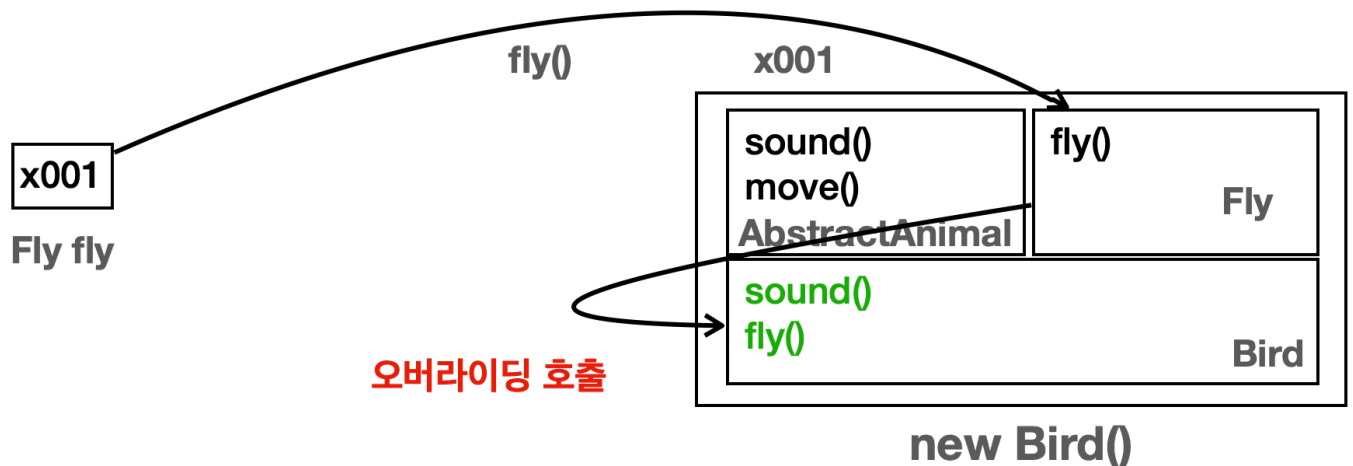 fly()
x001
x001
Fly fly
sound()
move()
AbstractAnimal
fly()
Fly
sound()
fly()
Bird
오버라이딩 호출
new Bird()